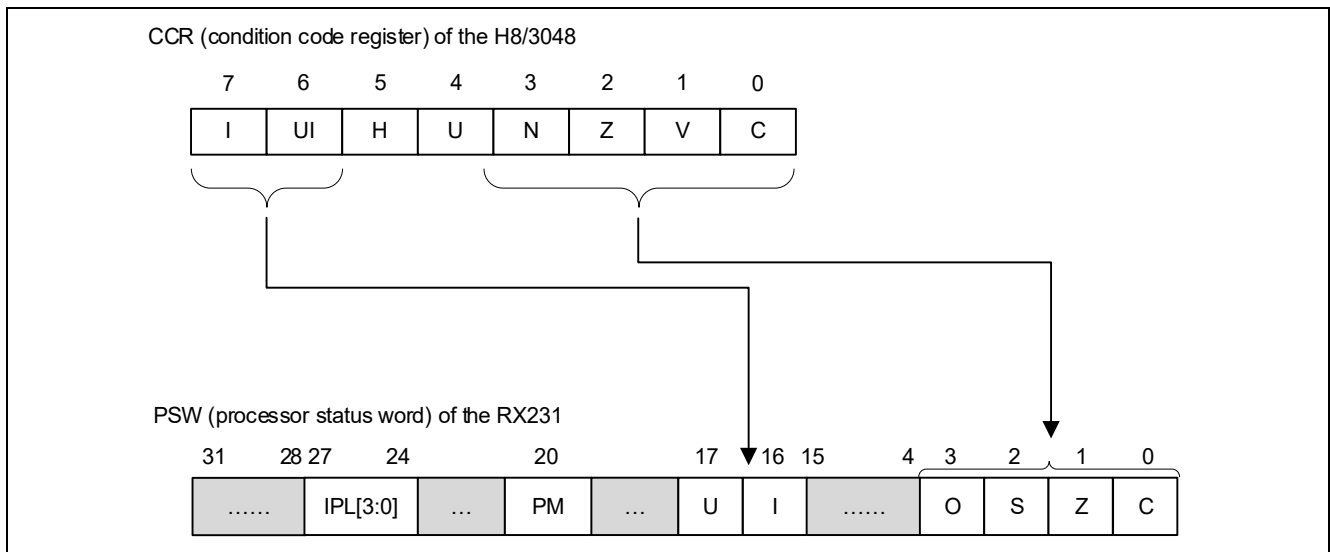 CCR (condition code register) of the H8/3048
7 6 5 4 3 2 1 0
I UI H U N Z V C
PSW (processor status word) of the RX231
31 28 27 24 20 17 16 15 4 3 2 1 0
...... IPL[3:0] ... PM ... U I ...... O S Z C